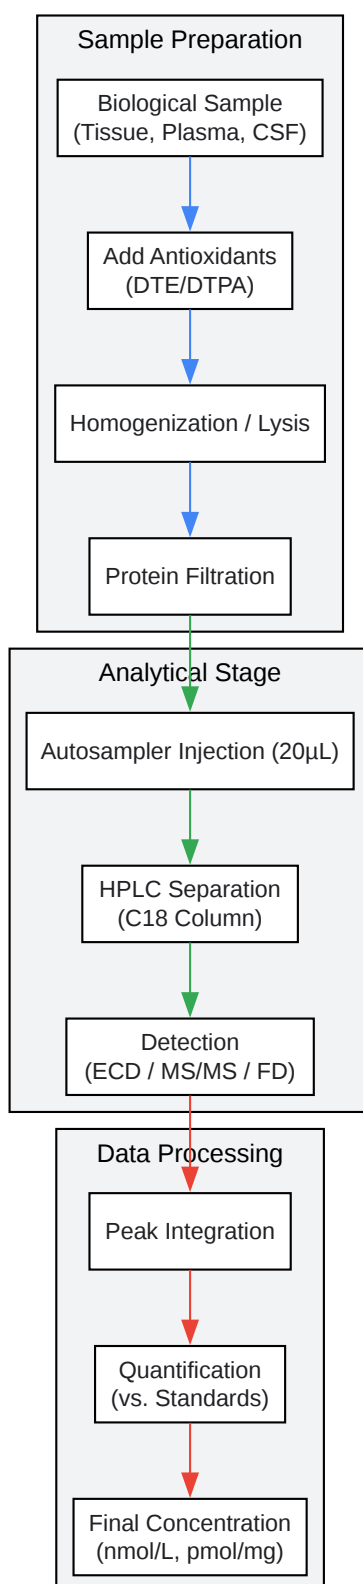 Sample Preparation
Biological Sample
(Tissue, Plasma, CSF)
Add Antioxidants
(DTE/DTPA)
Homogenization / Lysis
Protein Filtration
Analytical Stage
Autosampler Injection (20µL)
HPLC Separation
(C18 Column)
Detection
(ECD / MS/MS / FD)
Data Processing
Peak Integration
Quantification
(vs. Standards)
Final Concentration
(nmol/L, pmol/mg)